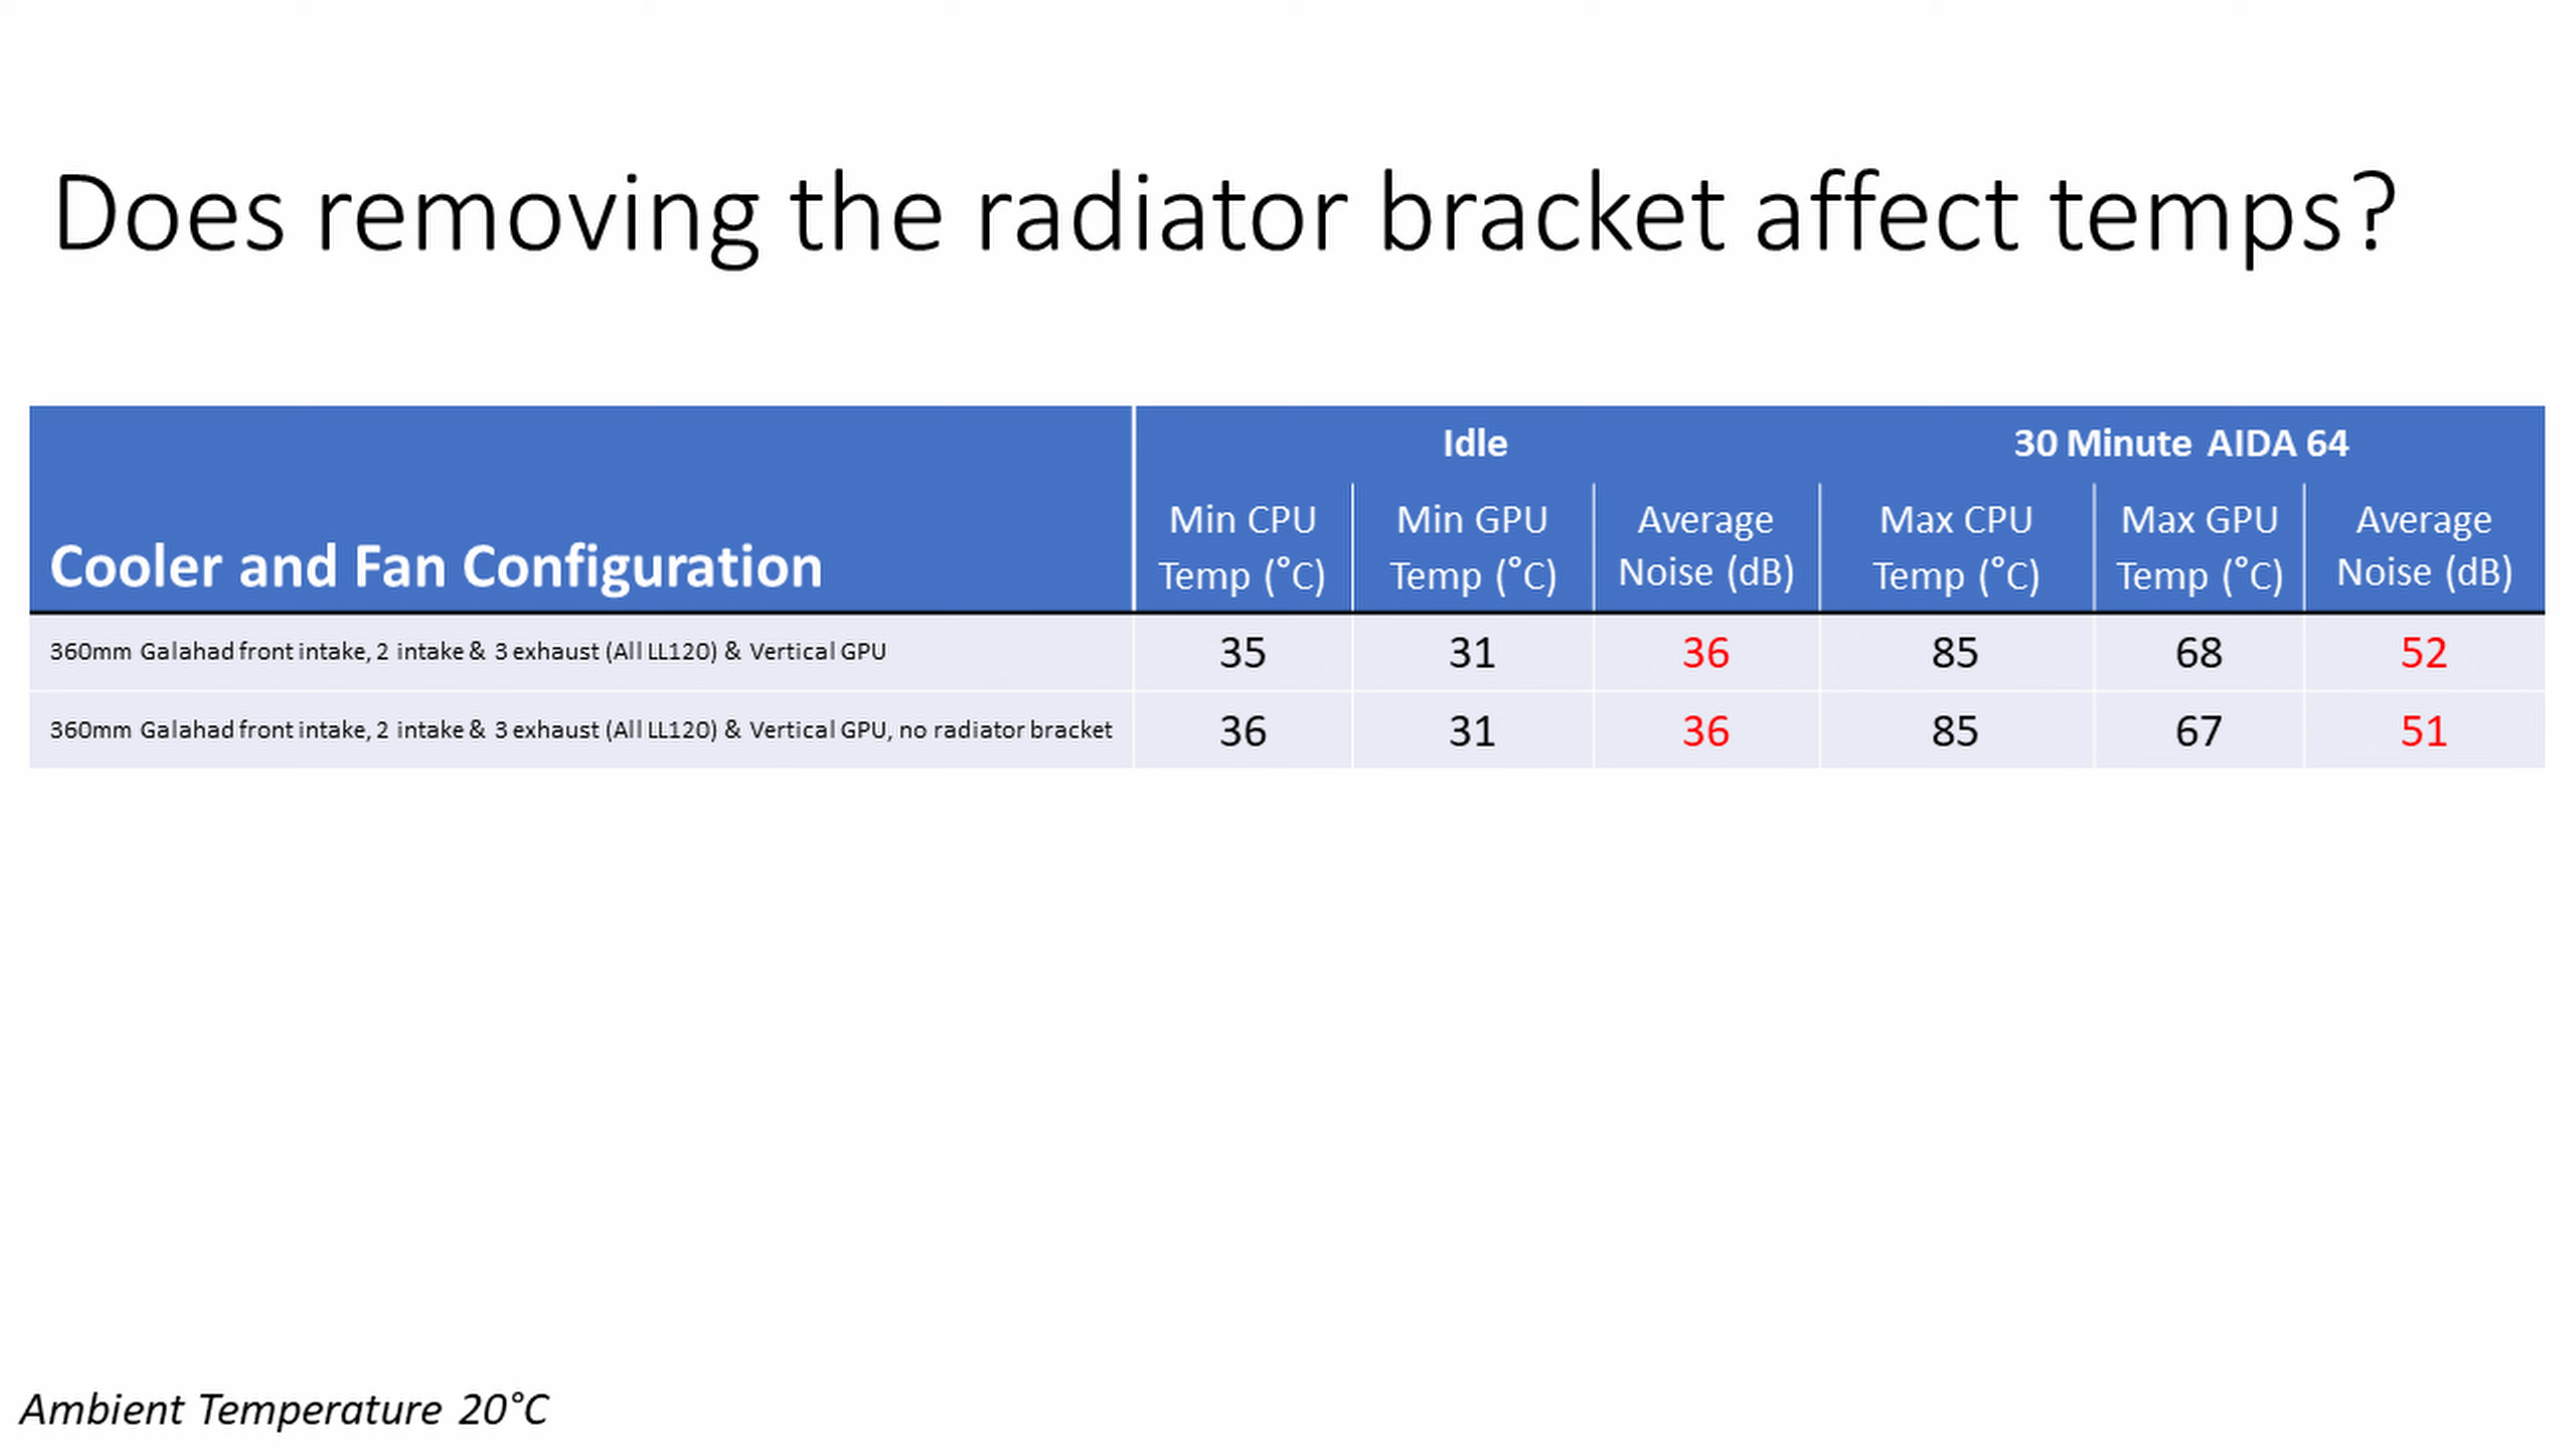 Does removing the radiator bracket affect temps?
Idle 30 Minute AIDA 64
Cooler and Fan Configuration
Min CPU Temp (°C)
Min GPU Temp (°C)
Average Noise (dB)
Max CPU Temp (°C)
Max GPU Temp (°C)
Average Noise (dB)
360mm Galahad front intake, 2 intake & 3 exhaust (All LL120) & Vertical GPU 35 31 36 85 68 52
360mm Galahad front intake, 2 intake & 3 exhaust (All LL120) & Vertical GPU, no radiator bracket 36 31 36 85 67 51
Ambient Temperature 20°C